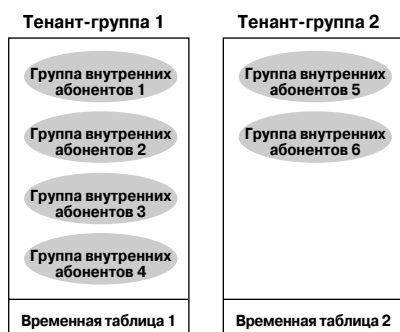 Тенант-группа 1
Группа внутренних
абонентов 1
Группа внутренних
абонентов 2
Группа внутренних
абонентов 3
Группа внутренних
абонентов 4
Временная таблица 1
Тенант-группа 2
Группа внутренних
абонентов 5
Группа внутренних
абонентов 6
Временная таблица 2